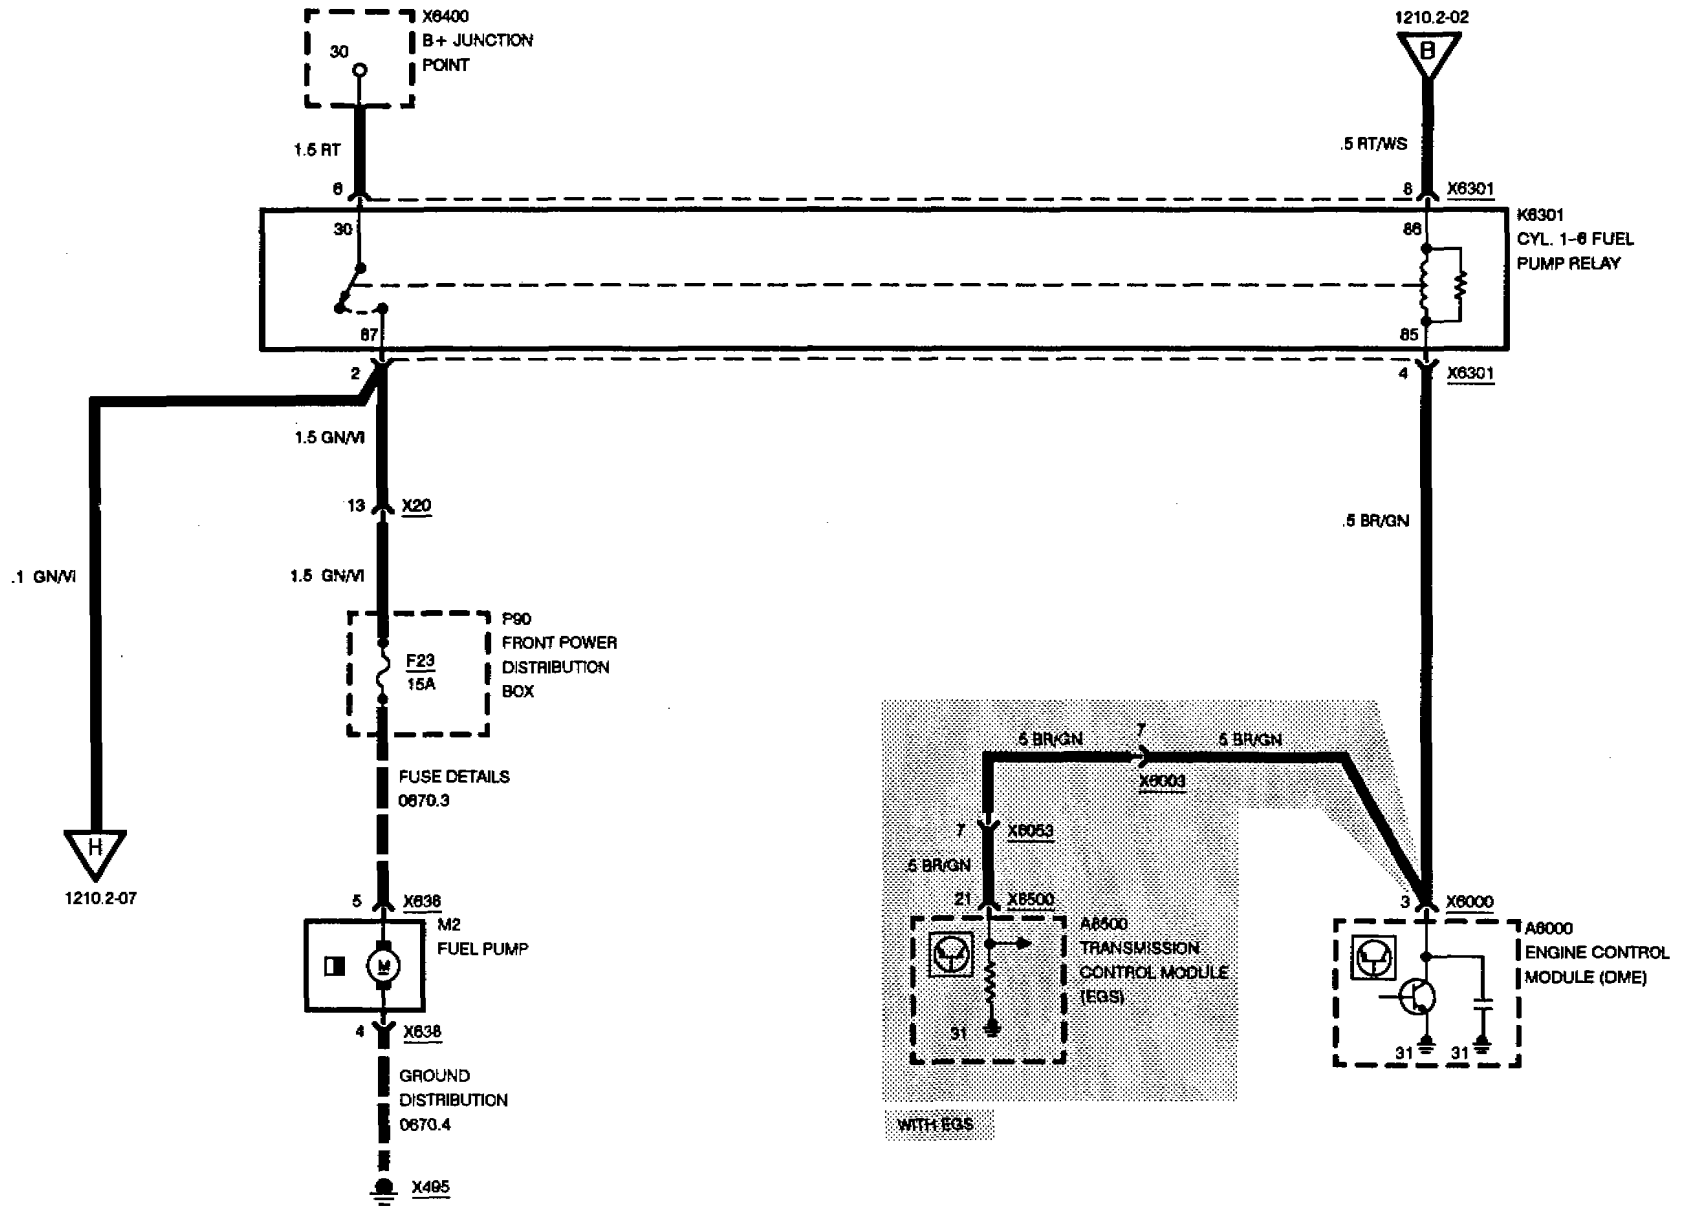 X6400
B+ JUNCTION
POINT
30
1.5 RT
6
1210.2-02
B
.5 RT/WS
8
X6301
30
87
86
85
K6301
CYL. 1-6 FUEL
PUMP RELAY
2
4
X6301
1.5 GN/VI
13
X20
.5 BR/GN
.1 GN/VI
1.5 GN/VI
P90
FRONT POWER
DISTRIBUTION
BOX
F23
15A
FUSE DETAILS
0670.3
H
1210.2-07
5
X638
M2
FUEL PUMP
M
4
X638
GROUND
DISTRIBUTION
0670.4
X495
5 BR/GN
7
5 BR/GN
X6003
7
X6053
.5 BR/GN
21
X6500
A6500
TRANSMISSION
CONTROL MODULE
(EGS)
31
WITH EGS
3
X6000
A6000
ENGINE CONTROL
MODULE (DME)
31
31